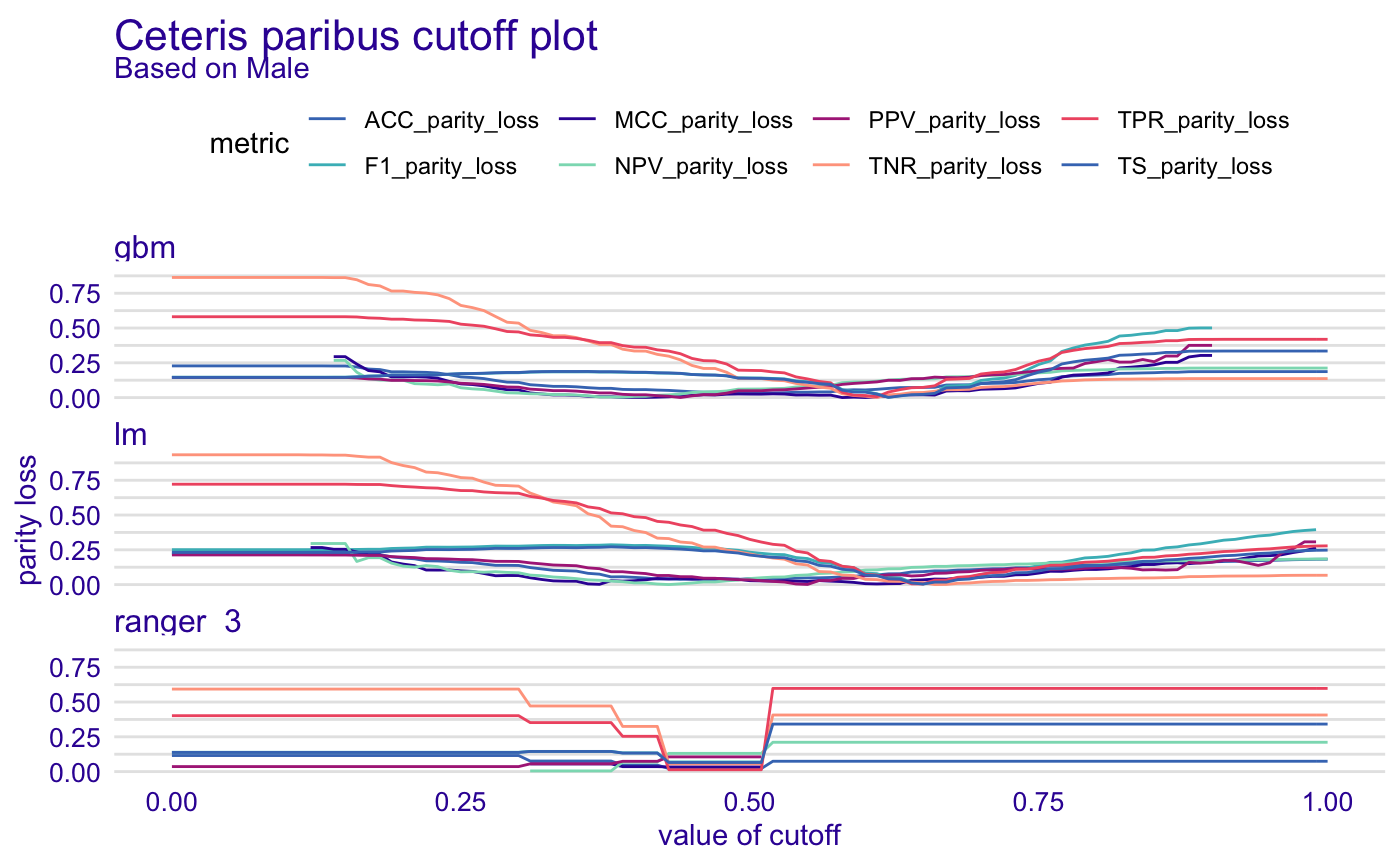 Ceteris paribus cutoff plot
Based on Male
metric
ACC_parity_loss MCC_parity_loss PPV_parity_loss TPR_parity_loss
F1_parity_loss NPV_parity_loss TNR_parity_loss TS_parity_loss
gbm
0.75
0.50
0.25
0.00
lm
0.75
0.50
0.25
0.00
parity loss
ranger_3
0.75
0.50
0.25
0.00
0.00 0.25 0.50 0.75 1.00
value of cutoff